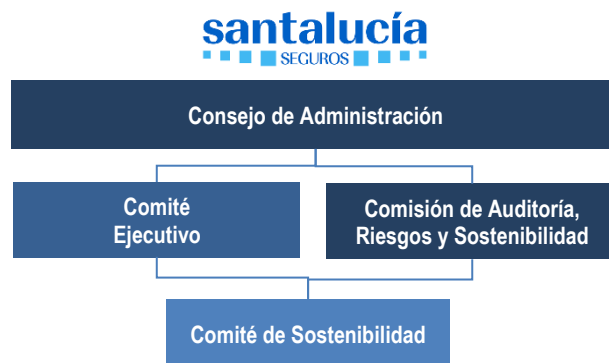 santalucía
SEGUROS
Consejo de Administración
Comité
Ejecutivo
Comisión de Auditoría,
Riesgos y Sostenibilidad
Comité de Sostenibilidad